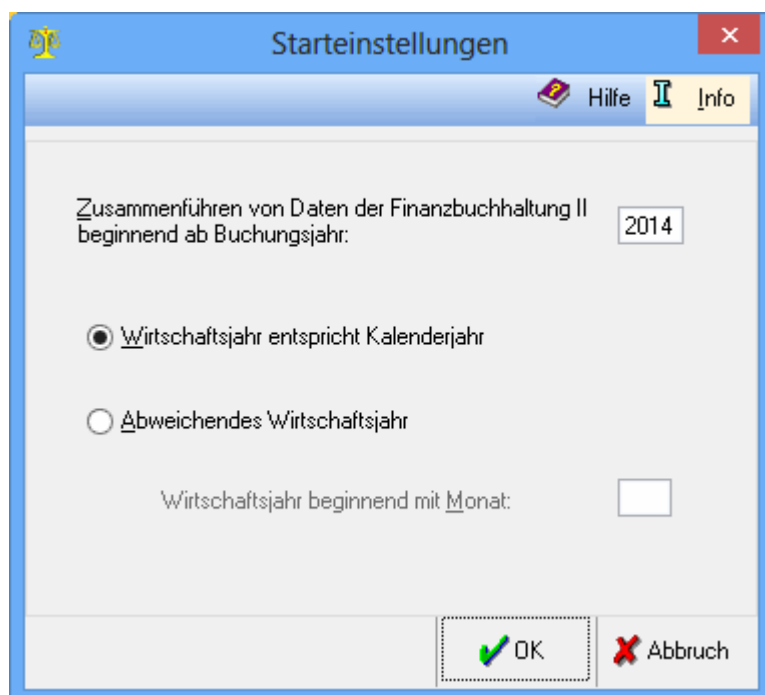 Starteinstellungen
Hilfe Info
Zusammenführen von Daten der Finanzbuchhaltung II
beginnend ab Buchungsjahr: 2014
Wirtschaftsjahr entspricht Kalenderjahr
Abweichendes Wirtschaftsjahr
Wirtschaftsjahr beginnend mit Monat:
OK Abbruch